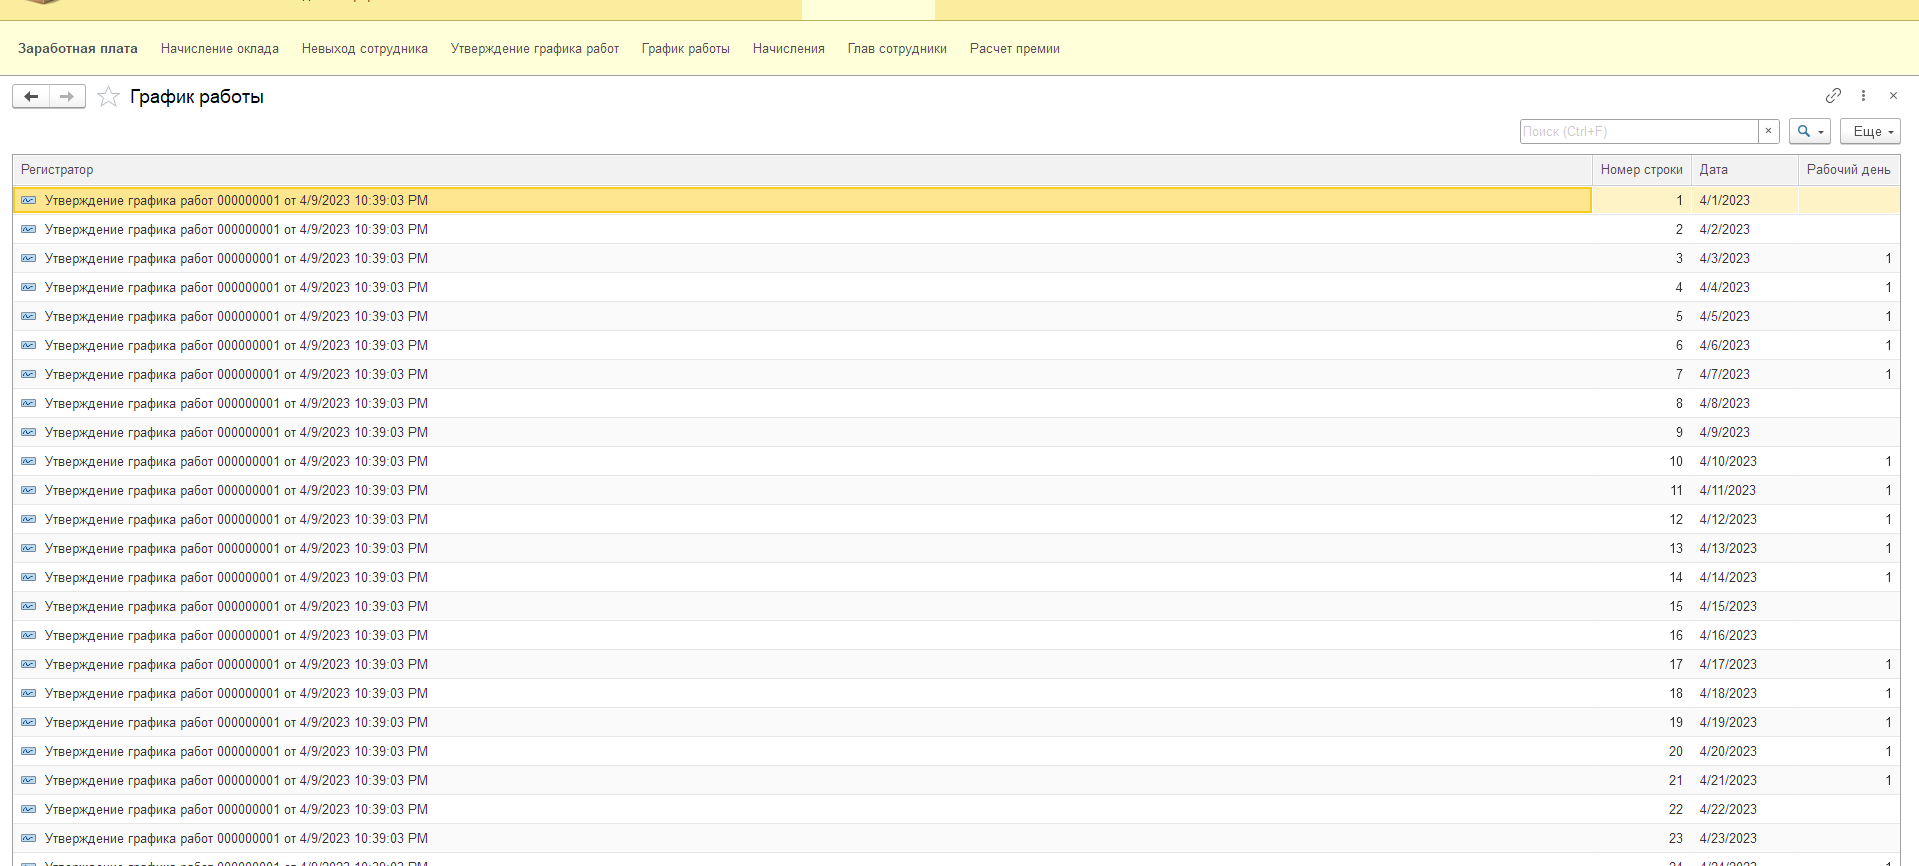 Заработная плата Начисление оклада Невыход сотрудника Утверждение графика работ График работы Начисления Глав сотрудники Расчет премии
График работы
Поиск (Ctrl+F) × Еще
Регистратор Номер строки Дата Рабочий день
Утверждение графика работ 000000001 от 4/9/2023 10:39:03 PM 1 4/1/2023
Утверждение графика работ 000000001 от 4/9/2023 10:39:03 PM 2 4/2/2023
Утверждение графика работ 000000001 от 4/9/2023 10:39:03 PM 3 4/3/2023 1
Утверждение графика работ 000000001 от 4/9/2023 10:39:03 PM 4 4/4/2023 1
Утверждение графика работ 000000001 от 4/9/2023 10:39:03 PM 5 4/5/2023 1
Утверждение графика работ 000000001 от 4/9/2023 10:39:03 PM 6 4/6/2023 1
Утверждение графика работ 000000001 от 4/9/2023 10:39:03 PM 7 4/7/2023 1
Утверждение графика работ 000000001 от 4/9/2023 10:39:03 PM 8 4/8/2023
Утверждение графика работ 000000001 от 4/9/2023 10:39:03 PM 9 4/9/2023
Утверждение графика работ 000000001 от 4/9/2023 10:39:03 PM 10 4/10/2023 1
Утверждение графика работ 000000001 от 4/9/2023 10:39:03 PM 11 4/11/2023 1
Утверждение графика работ 000000001 от 4/9/2023 10:39:03 PM 12 4/12/2023 1
Утверждение графика работ 000000001 от 4/9/2023 10:39:03 PM 13 4/13/2023 1
Утверждение графика работ 000000001 от 4/9/2023 10:39:03 PM 14 4/14/2023 1
Утверждение графика работ 000000001 от 4/9/2023 10:39:03 PM 15 4/15/2023
Утверждение графика работ 000000001 от 4/9/2023 10:39:03 PM 16 4/16/2023
Утверждение графика работ 000000001 от 4/9/2023 10:39:03 PM 17 4/17/2023 1
Утверждение графика работ 000000001 от 4/9/2023 10:39:03 PM 18 4/18/2023 1
Утверждение графика работ 000000001 от 4/9/2023 10:39:03 PM 19 4/19/2023 1
Утверждение графика работ 000000001 от 4/9/2023 10:39:03 PM 20 4/20/2023 1
Утверждение графика работ 000000001 от 4/9/2023 10:39:03 PM 21 4/21/2023 1
Утверждение графика работ 000000001 от 4/9/2023 10:39:03 PM 22 4/22/2023
Утверждение графика работ 000000001 от 4/9/2023 10:39:03 PM 23 4/23/2023